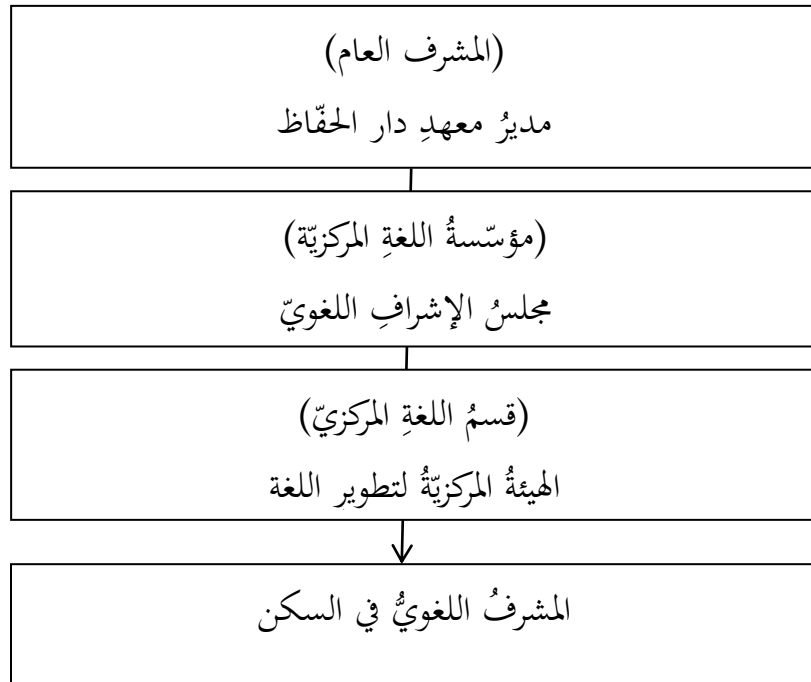 (المشرف العام)
مديرُ معهدِ دار الحفّاظ
(مؤسّسةُ اللغةِ المركزيّة)
مجلسُ الإشرافِ اللغويّ
(قسمُ اللغةِ المركزيّ)
الهيئةُ المركزيّةُ لتطوير اللغة
المشرفُ اللغويُّ في السكن